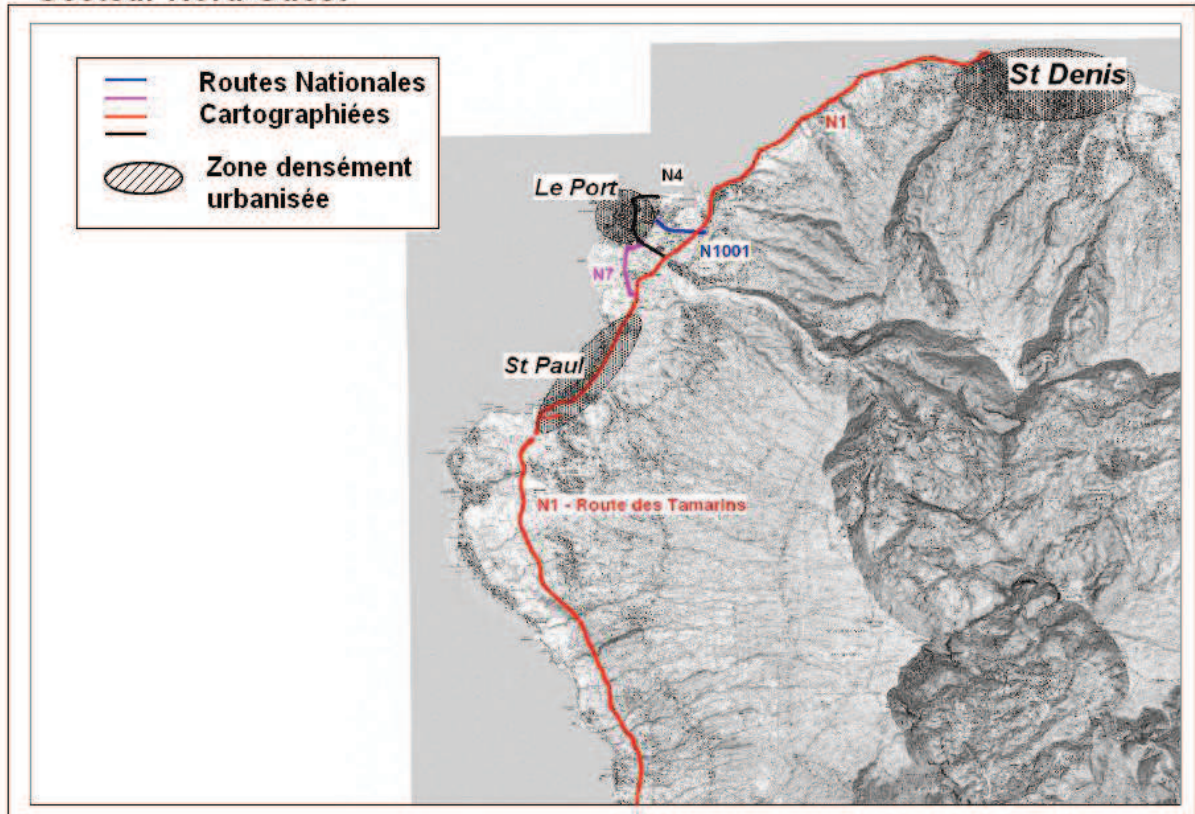 Routes Nationales
Cartographiées
Zone densément
urbanisée
St Denis
N1
N4
Le Port
N1001
N7
St Paul
N1 - Route des Tamarins